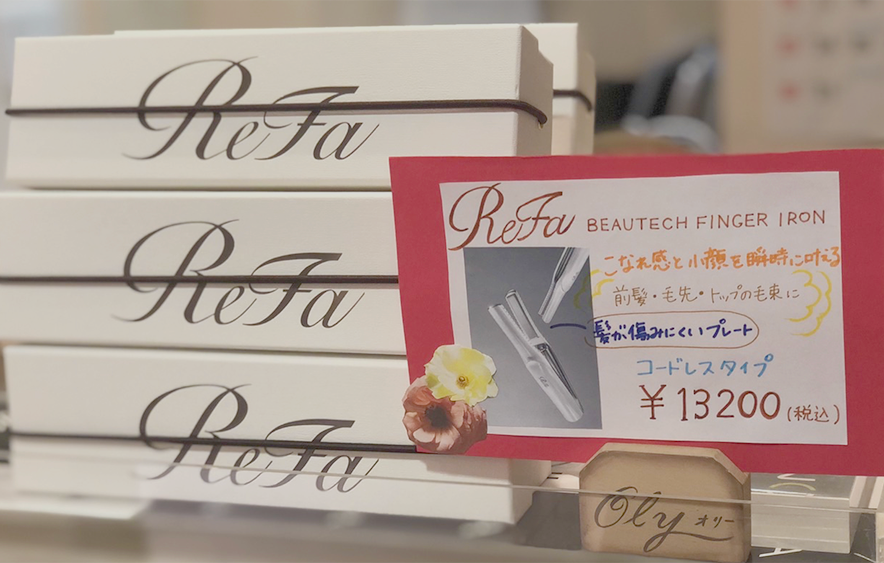 ReFa
ReFa
ReFa
ReFa BEAUTECH FINGER IRON
こなれ感と小顔を瞬時に叶える
前髪・毛先・トップの毛束に
髪が傷みにくいプレート
コードレスタイプ
¥13200(税込)
Oly オリー